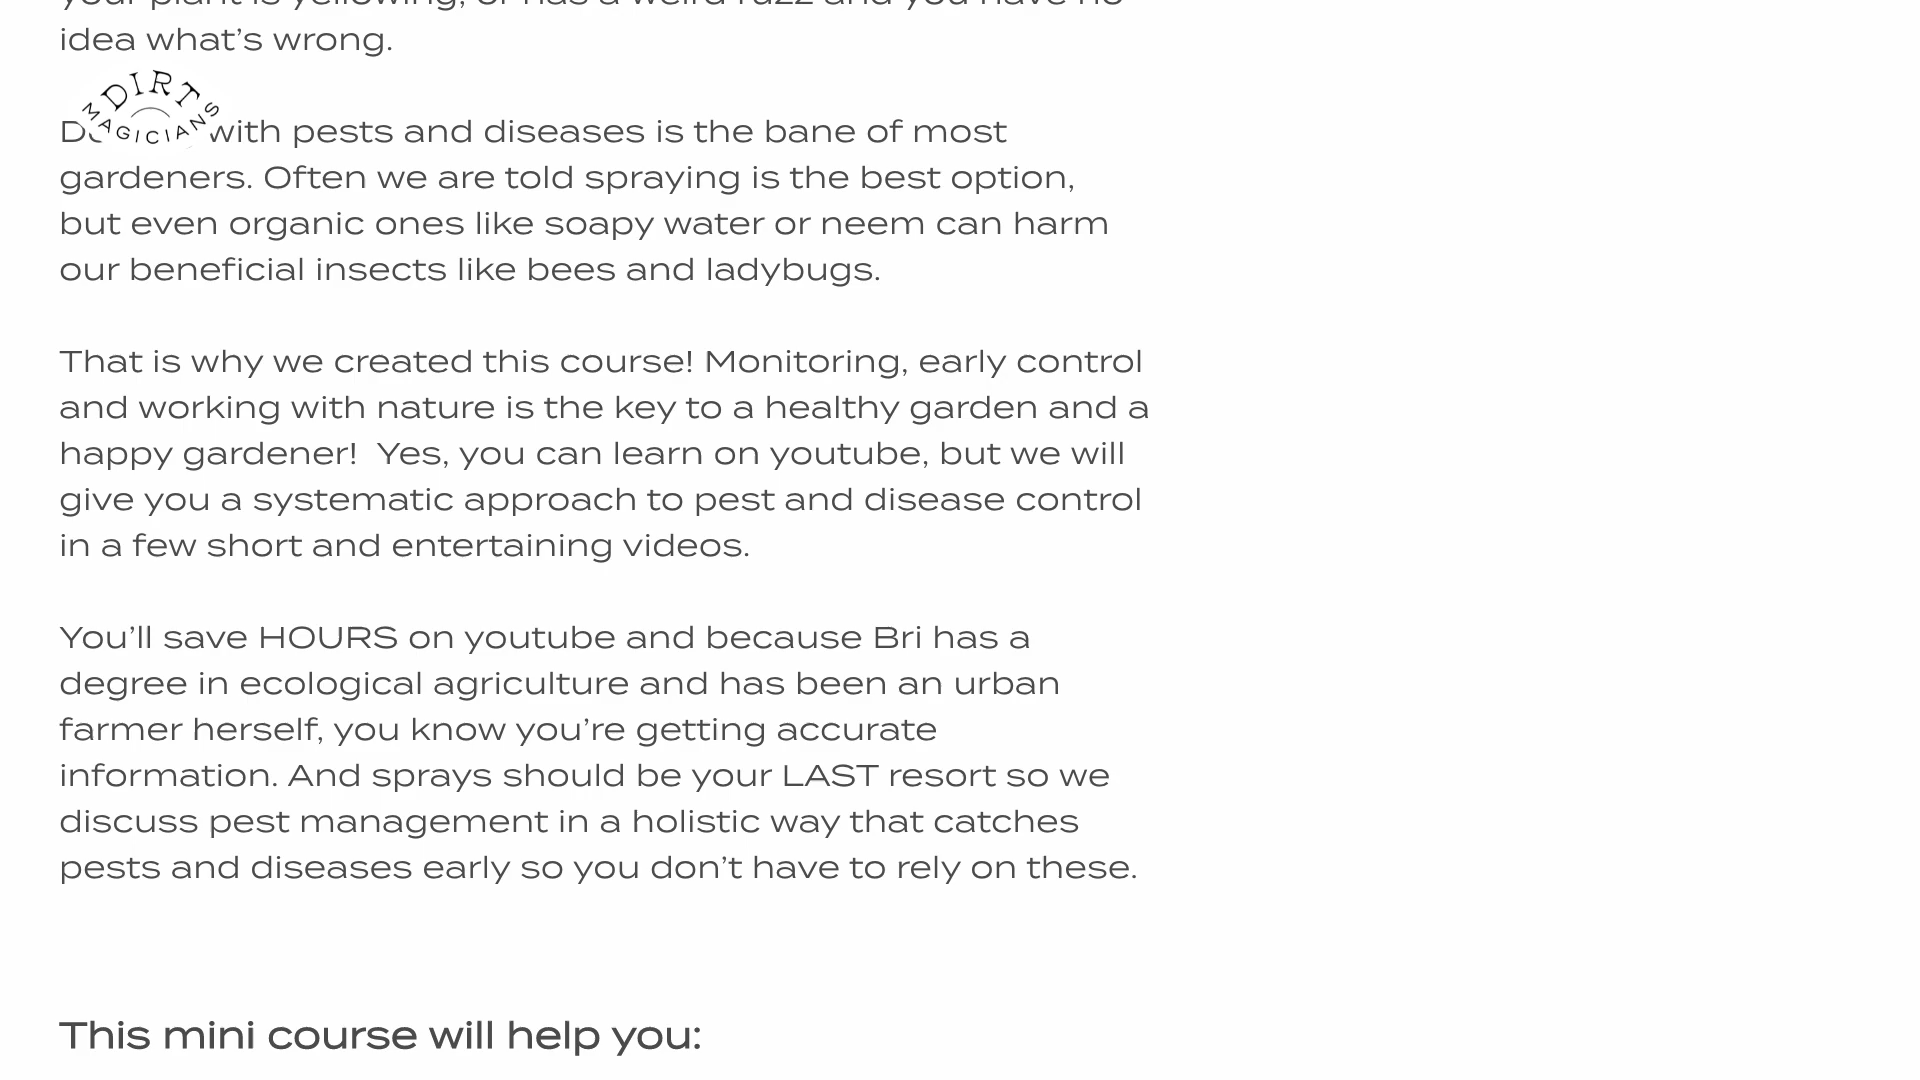 idea what’s wrong.
DIRT
MAGICIANS
with pests and diseases is the bane of most
gardeners. Often we are told spraying is the best option,
but even organic ones like soapy water or neem can harm
our beneficial insects like bees and ladybugs.
That is why we created this course! Monitoring, early control
and working with nature is the key to a healthy garden and a
happy gardener!  Yes, you can learn on youtube, but we will
give you a systematic approach to pest and disease control
in a few short and entertaining videos.
You’ll save HOURS on youtube and because Bri has a
degree in ecological agriculture and has been an urban
farmer herself, you know you’re getting accurate
information. And sprays should be your LAST resort so we
discuss pest management in a holistic way that catches
pests and diseases early so you don’t have to rely on these.
This mini course will help you: